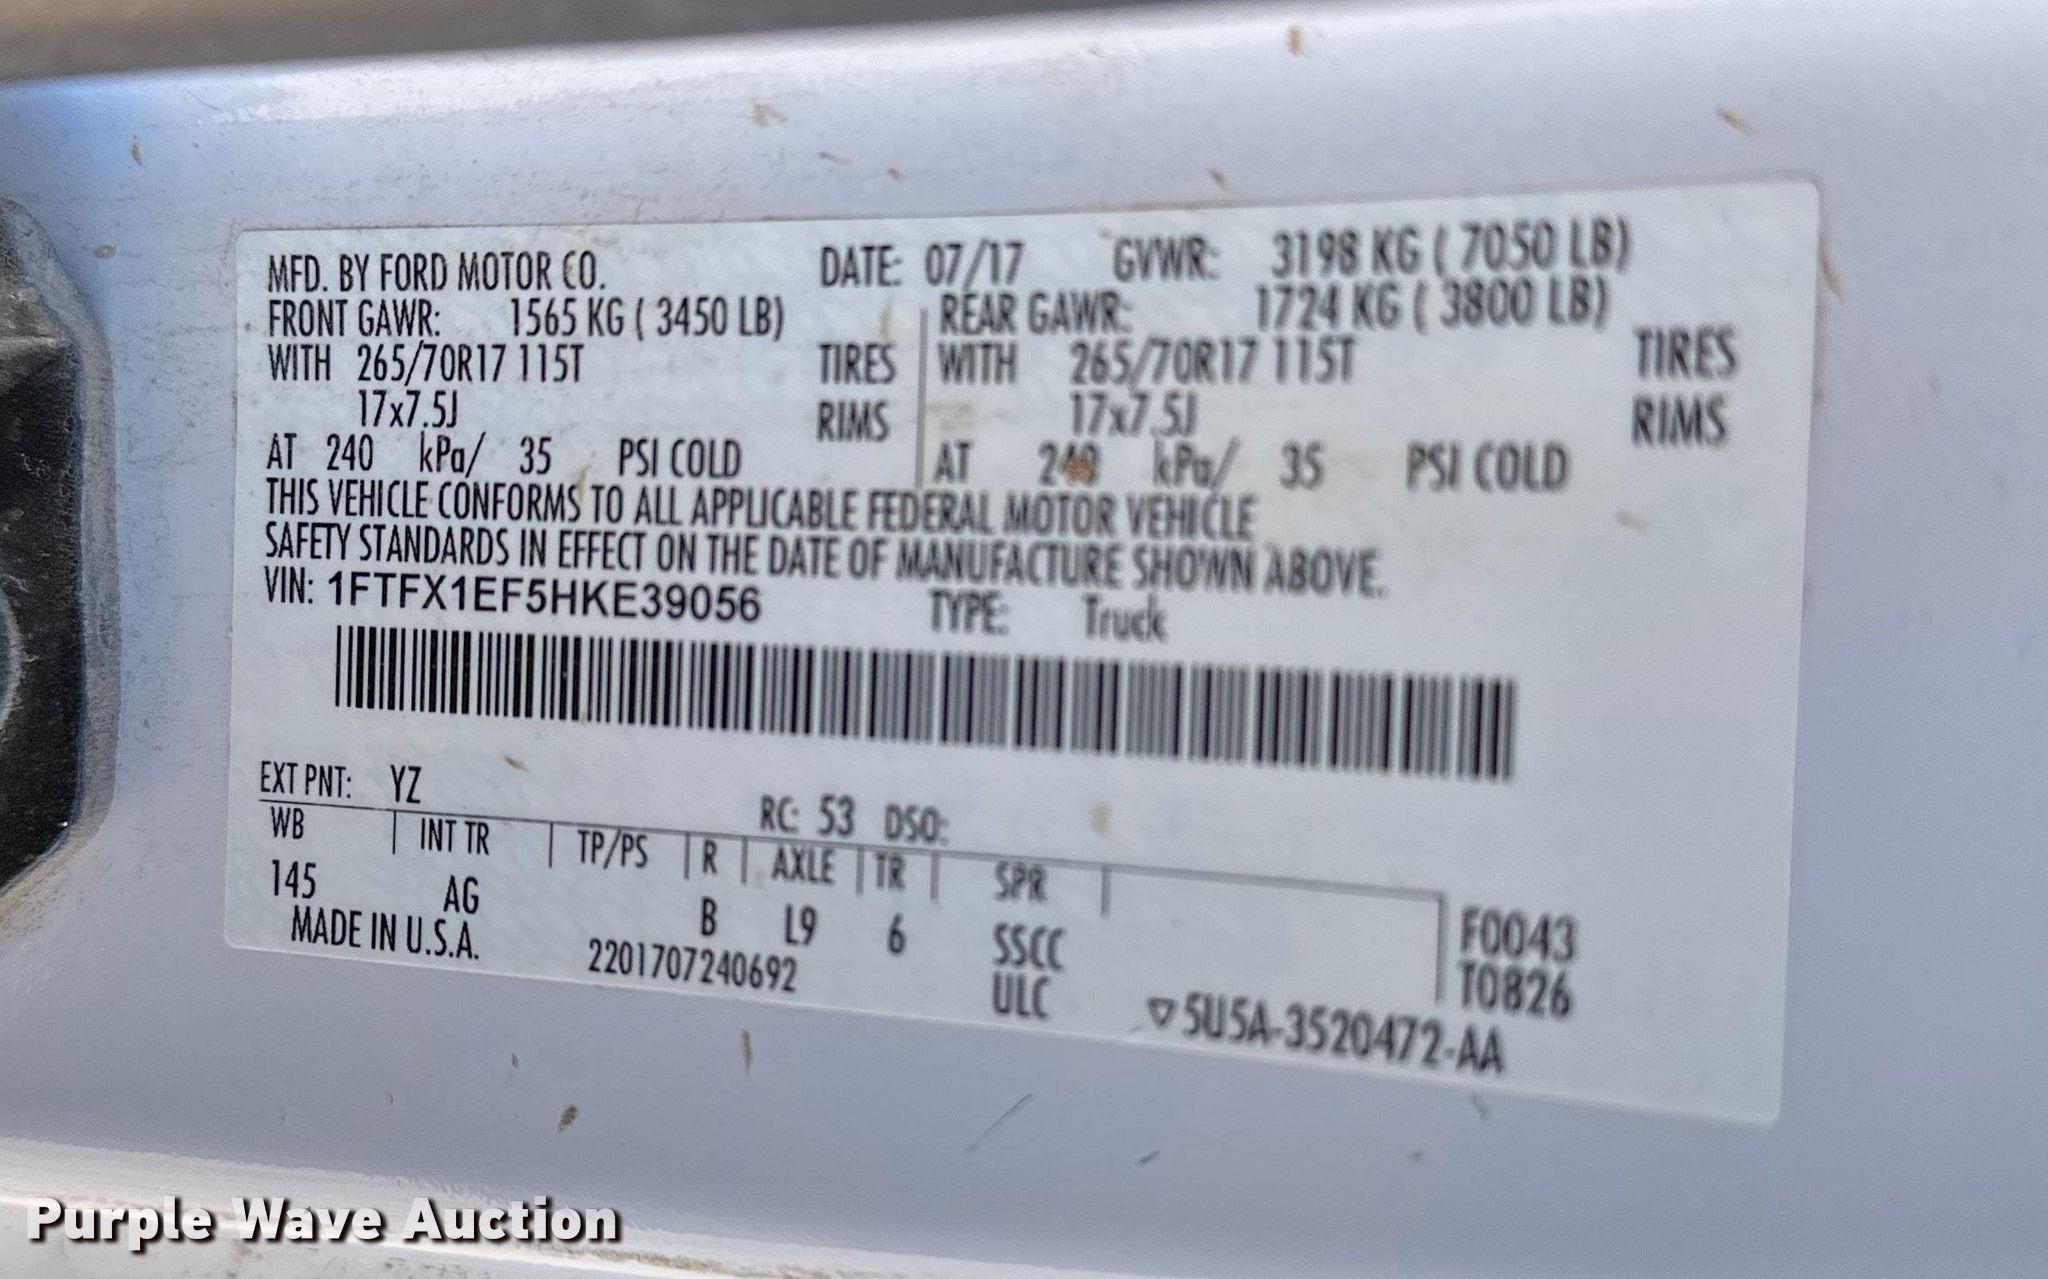 MFD. BY FORD MOTOR CO. DATE: 07/17 GVWR: 3198 KG ( 7050 LB)
FRONT GAWR: 1565 KG ( 3450 LB) REAR GAWR: 1724 KG ( 3800 LB)
WITH 265/70R17 115T TIRES WITH 265/70R17 115T TIRES
17x7.5J RIMS 17x7.5J RIMS
AT 240 kPa/ 35 PSI COLD AT 240 kPa/ 35 PSI COLD
THIS VEHICLE CONFORMS TO ALL APPLICABLE FEDERAL MOTOR VEHICLE
SAFETY STANDARDS IN EFFECT ON THE DATE OF MANUFACTURE SHOWN ABOVE.
VIN: 1FTFX1EF5HKE39056 TYPE: Truck
EXT PNT: YZ RC: 53 DSO:
WB | INT TR | TP/PS | R | AXLE | TR | SPR |
145 AG B L9 6 SSCC F0043
ULC T0826
MADE IN U.S.A. 2201707240692 ▽5U5A-3520472-AA
Purple Wave Auction